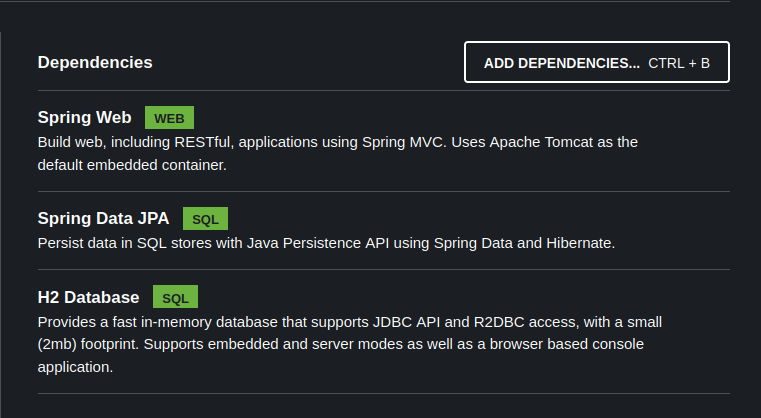 Dependencies
ADD DEPENDENCIES... CTRL + B
Spring Web WEB
Build web, including RESTful, applications using Spring MVC. Uses Apache Tomcat as the
default embedded container.
Spring Data JPA SQL
Persist data in SQL stores with Java Persistence API using Spring Data and Hibernate.
H2 Database SQL
Provides a fast in-memory database that supports JDBC API and R2DBC access, with a small
(2mb) footprint. Supports embedded and server modes as well as a browser based console
application.